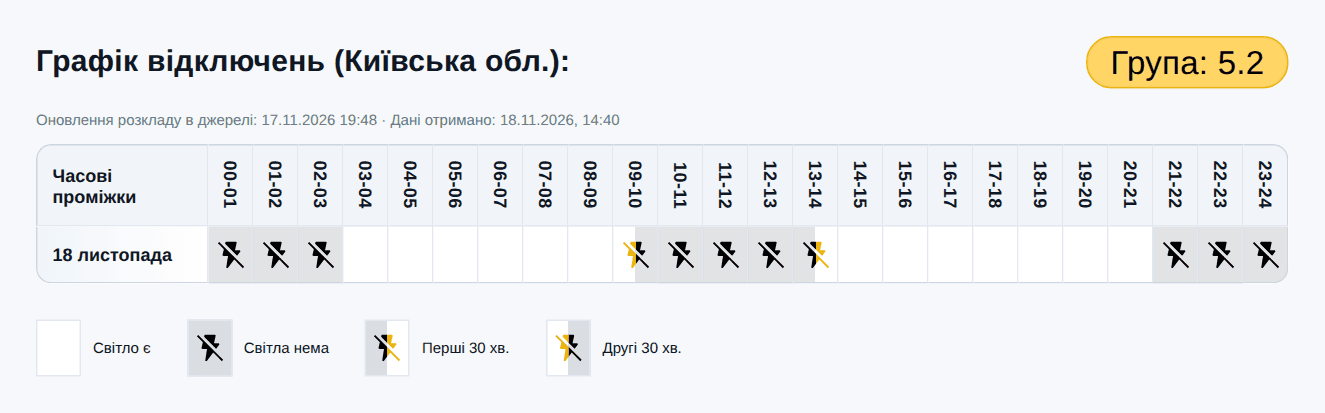 Графік відключень (Київська обл.):
Група: 5.2
Оновлення розкладу в джерелі: 17.11.2026 19:48 · Дані отримано: 18.11.2026, 14:40
Часові
проміжки
00-01
01-02
02-03
03-04
04-05
05-06
06-07
07-08
08-09
09-10
10-11
11-12
12-13
13-14
14-15
15-16
16-17
17-18
18-19
19-20
20-21
21-22
22-23
23-24
18 листопада
Світло є
Світла нема
Перші 30 хв.
Другі 30 хв.